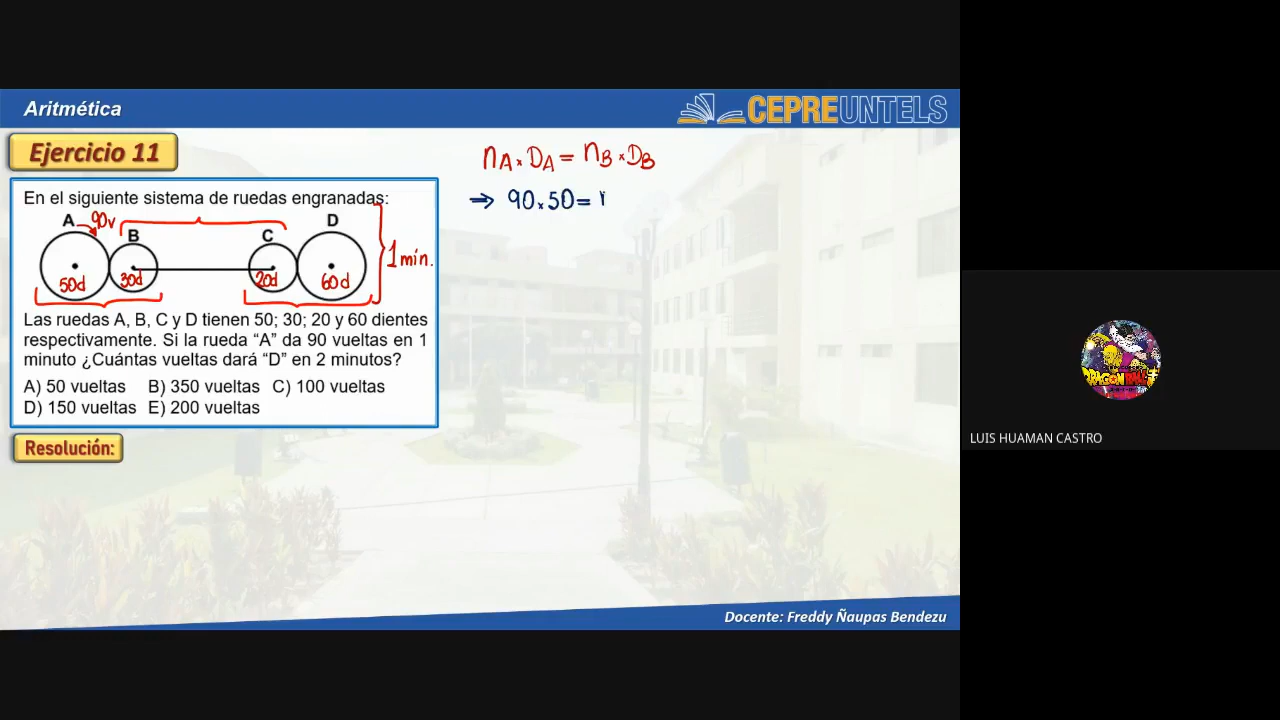 Aritmética
CEPREUNTELS
Ejercicio 11
En el siguiente sistema de ruedas engranadas:
A 90v
B
C
D
50d
30d
20d
60d
1 mín.
Las ruedas A, B, C y D tienen 50; 30; 20 y 60 dientes
respectivamente. Si la rueda “A” da 90 vueltas en 1
minuto ¿Cuántas vueltas dará “D” en 2 minutos?
A) 50 vueltas B) 350 vueltas C) 100 vueltas
D) 150 vueltas E) 200 vueltas
Resolución:
nA × DA = nB × DB
⇒ 90 × 50 =
Docente: Freddy Ñaupas Bendezu
LUIS HUAMAN CASTRO